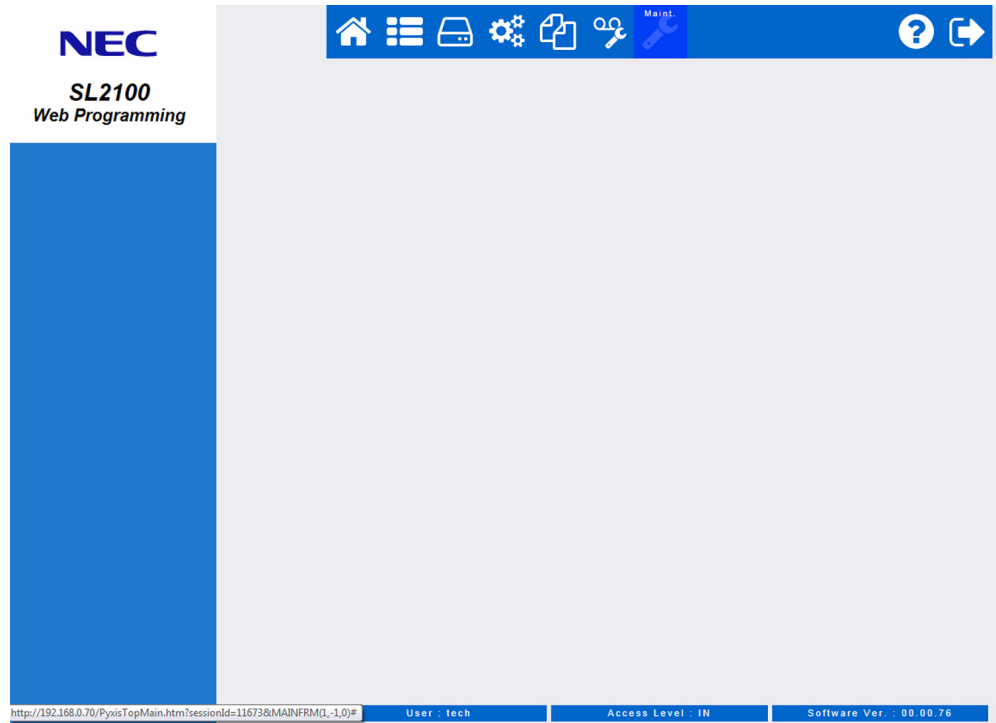 NEC
SL2100
Web Programming
Maint.
http://192.168.0.70/PyxisTopMain.htm?sessionId=11673&MAINFRM(1,-1,0)#
User : tech
Access Level : IN
Software Ver. : 00.00.76